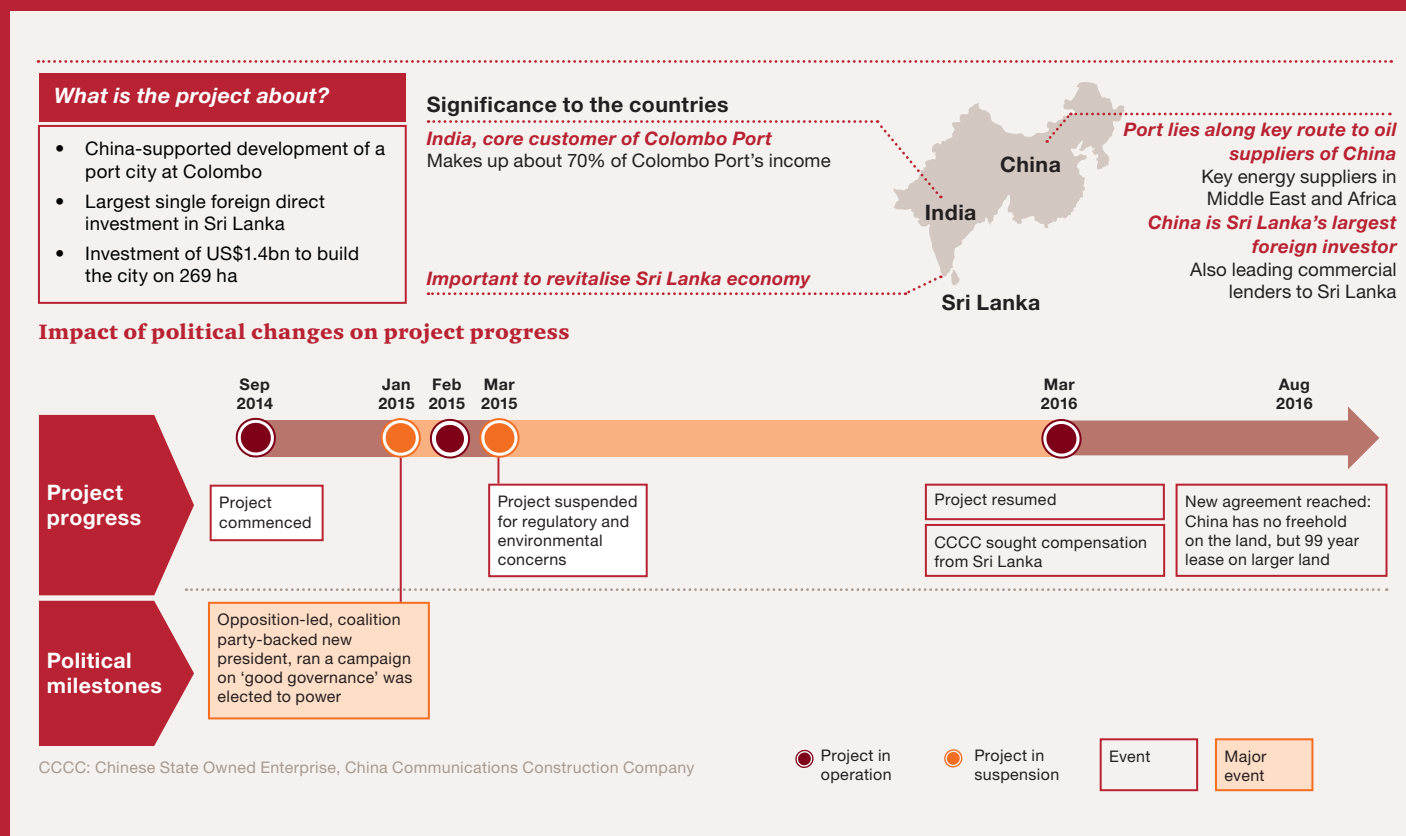 What is the project about?
• China-supported development of a
port city at Colombo
• Largest single foreign direct
investment in Sri Lanka
• Investment of US$1.4bn to build
the city on 269 ha
Significance to the countries
India, core customer of Colombo Port
Makes up about 70% of Colombo Port's income
Important to revitalise Sri Lanka economy
China
India
Sri Lanka
Port lies along key route to oil
suppliers of China
Key energy suppliers in
Middle East and Africa
China is Sri Lanka's largest
foreign investor
Also leading commercial
lenders to Sri Lanka
Impact of political changes on project progress
Sep
2014
Jan
2015
Feb
2015
Mar
2015
Mar
2016
Aug
2016
Project
progress
Project
commenced
Project suspended
for regulatory and
environmental
concerns
Project resumed
CCCC sought compensation
from Sri Lanka
New agreement reached:
China has no freehold
on the land, but 99 year
lease on larger land
Political
milestones
Opposition-led, coalition
party-backed new
president, ran a campaign
on ‘good governance’ was
elected to power
CCCC: Chinese State Owned Enterprise, China Communications Construction Company
Project in
operation
Project in
suspension
Event
Major
event